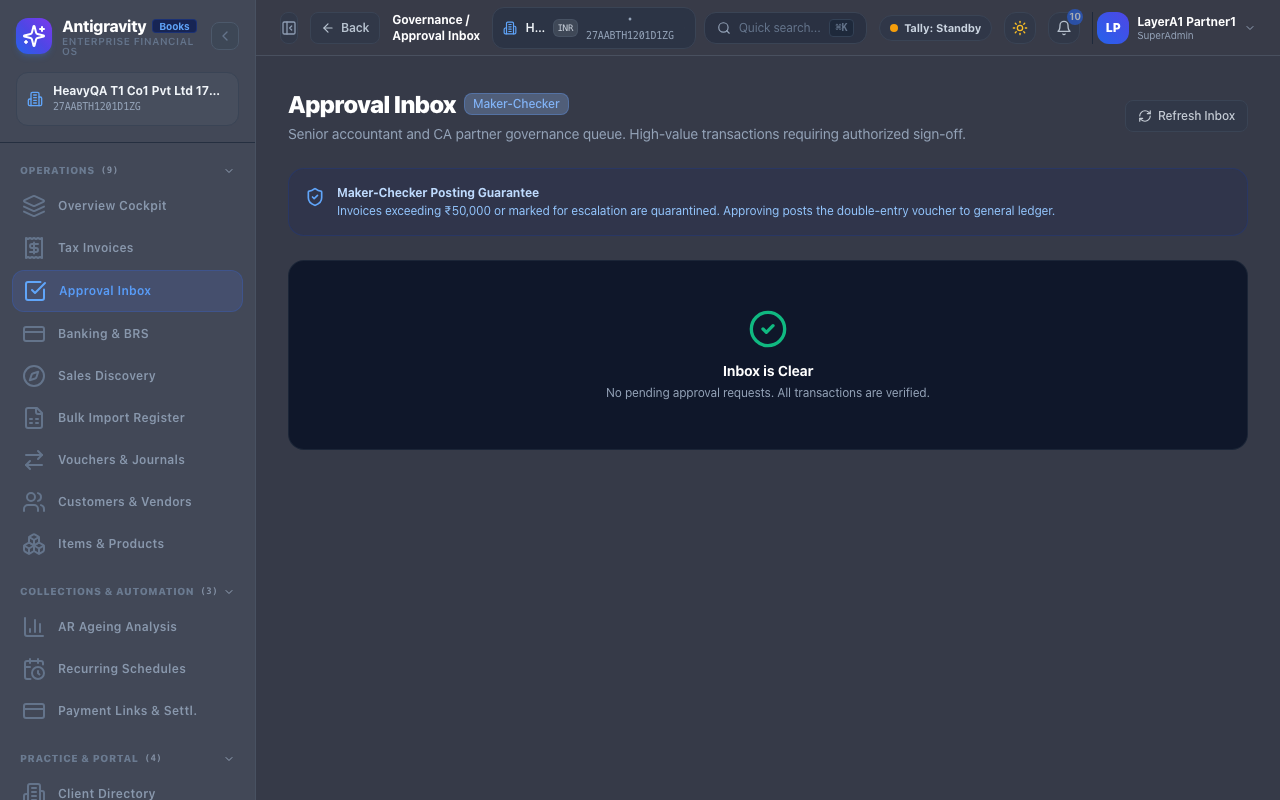 Antigravity Books
ENTERPRISE FINANCIAL OS
HeavyQA T1 Co1 Pvt Ltd 17...
27AABTH1201D1ZG
OPERATIONS (9)
Overview Cockpit
Tax Invoices
Approval Inbox
Banking & BRS
Sales Discovery
Bulk Import Register
Vouchers & Journals
Customers & Vendors
Items & Products
COLLECTIONS & AUTOMATION (3)
AR Ageing Analysis
Recurring Schedules
Payment Links & Settl.
PRACTICE & PORTAL (4)
Client Directory
Back
Governance /
Approval Inbox
H... INR • 27AABTH1201D1ZG
Quick search... ⌘K
Tally: Standby
10
LP
LayerA1 Partner1
SuperAdmin
Approval Inbox Maker-Checker
Senior accountant and CA partner governance queue. High-value transactions requiring authorized sign-off.
Refresh Inbox
Maker-Checker Posting Guarantee
Invoices exceeding ₹50,000 or marked for escalation are quarantined. Approving posts the double-entry voucher to general ledger.
Inbox is Clear
No pending approval requests. All transactions are verified.